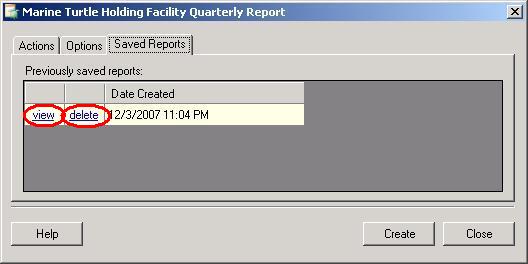 Marine Turtle Holding Facility Quarterly Report
Actions Options Saved Reports
Previously saved reports:
Date Created
view delete 12/3/2007 11:04 PM
Help Create Close